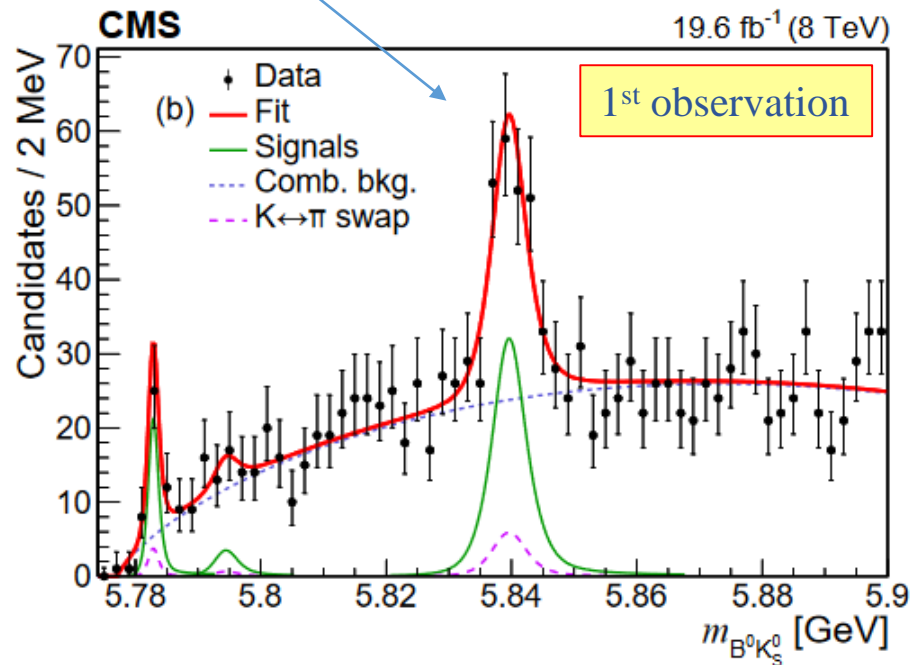 CMS 19.6 fb⁻¹ (8 TeV)
1st observation
(b)
Data
Fit
Signals
Comb. bkg.
K↔π swap
Candidates / 2 MeV
70
60
50
40
30
20
10
0
5.78 5.8 5.82 5.84 5.86 5.88 5.9
m_{B⁰K_S⁰} [GeV]